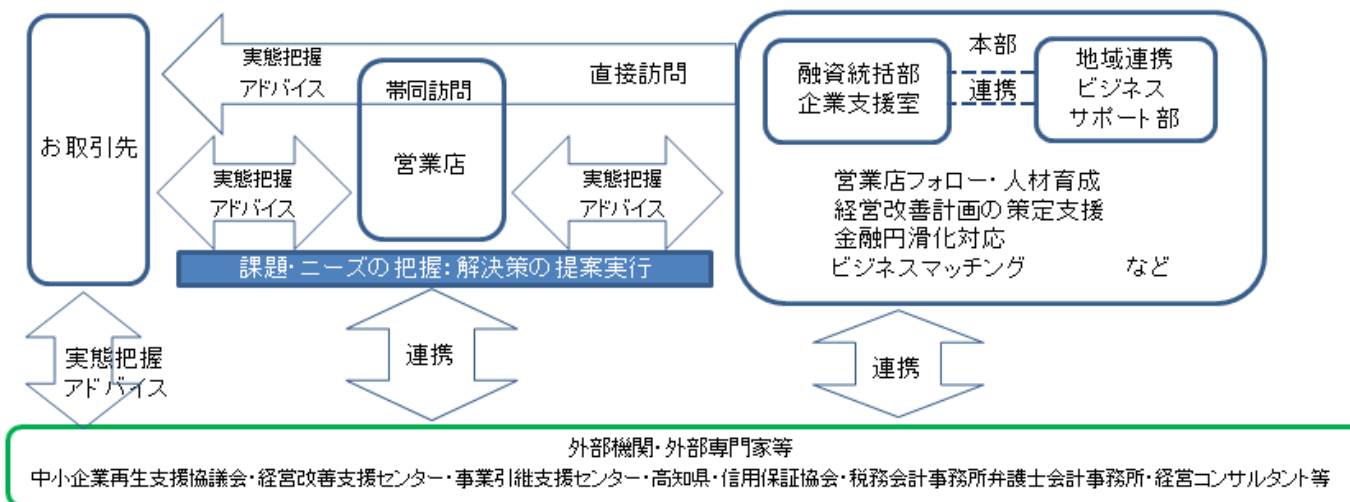 お取引先
実態把握
アドバイス
直接訪問
帯同訪問
営業店
実態把握
アドバイス
実態把握
アドバイス
課題・ニーズの把握:解決策の提案実行
本部
融資統括部
企業支援室
連携
地域連携
ビジネス
サポート部
営業店フォロー・人材育成
経営改善計画の策定支援
金融円滑化対応
ビジネスマッチング など
実態把握
アドバイス
連携
連携
外部機関・外部専門家等
中小企業再生支援協議会・経営改善支援センター・事業引継支援センター・高知県・信用保証協会・税務会計事務所弁護士会計事務所・経営コンサルタント等